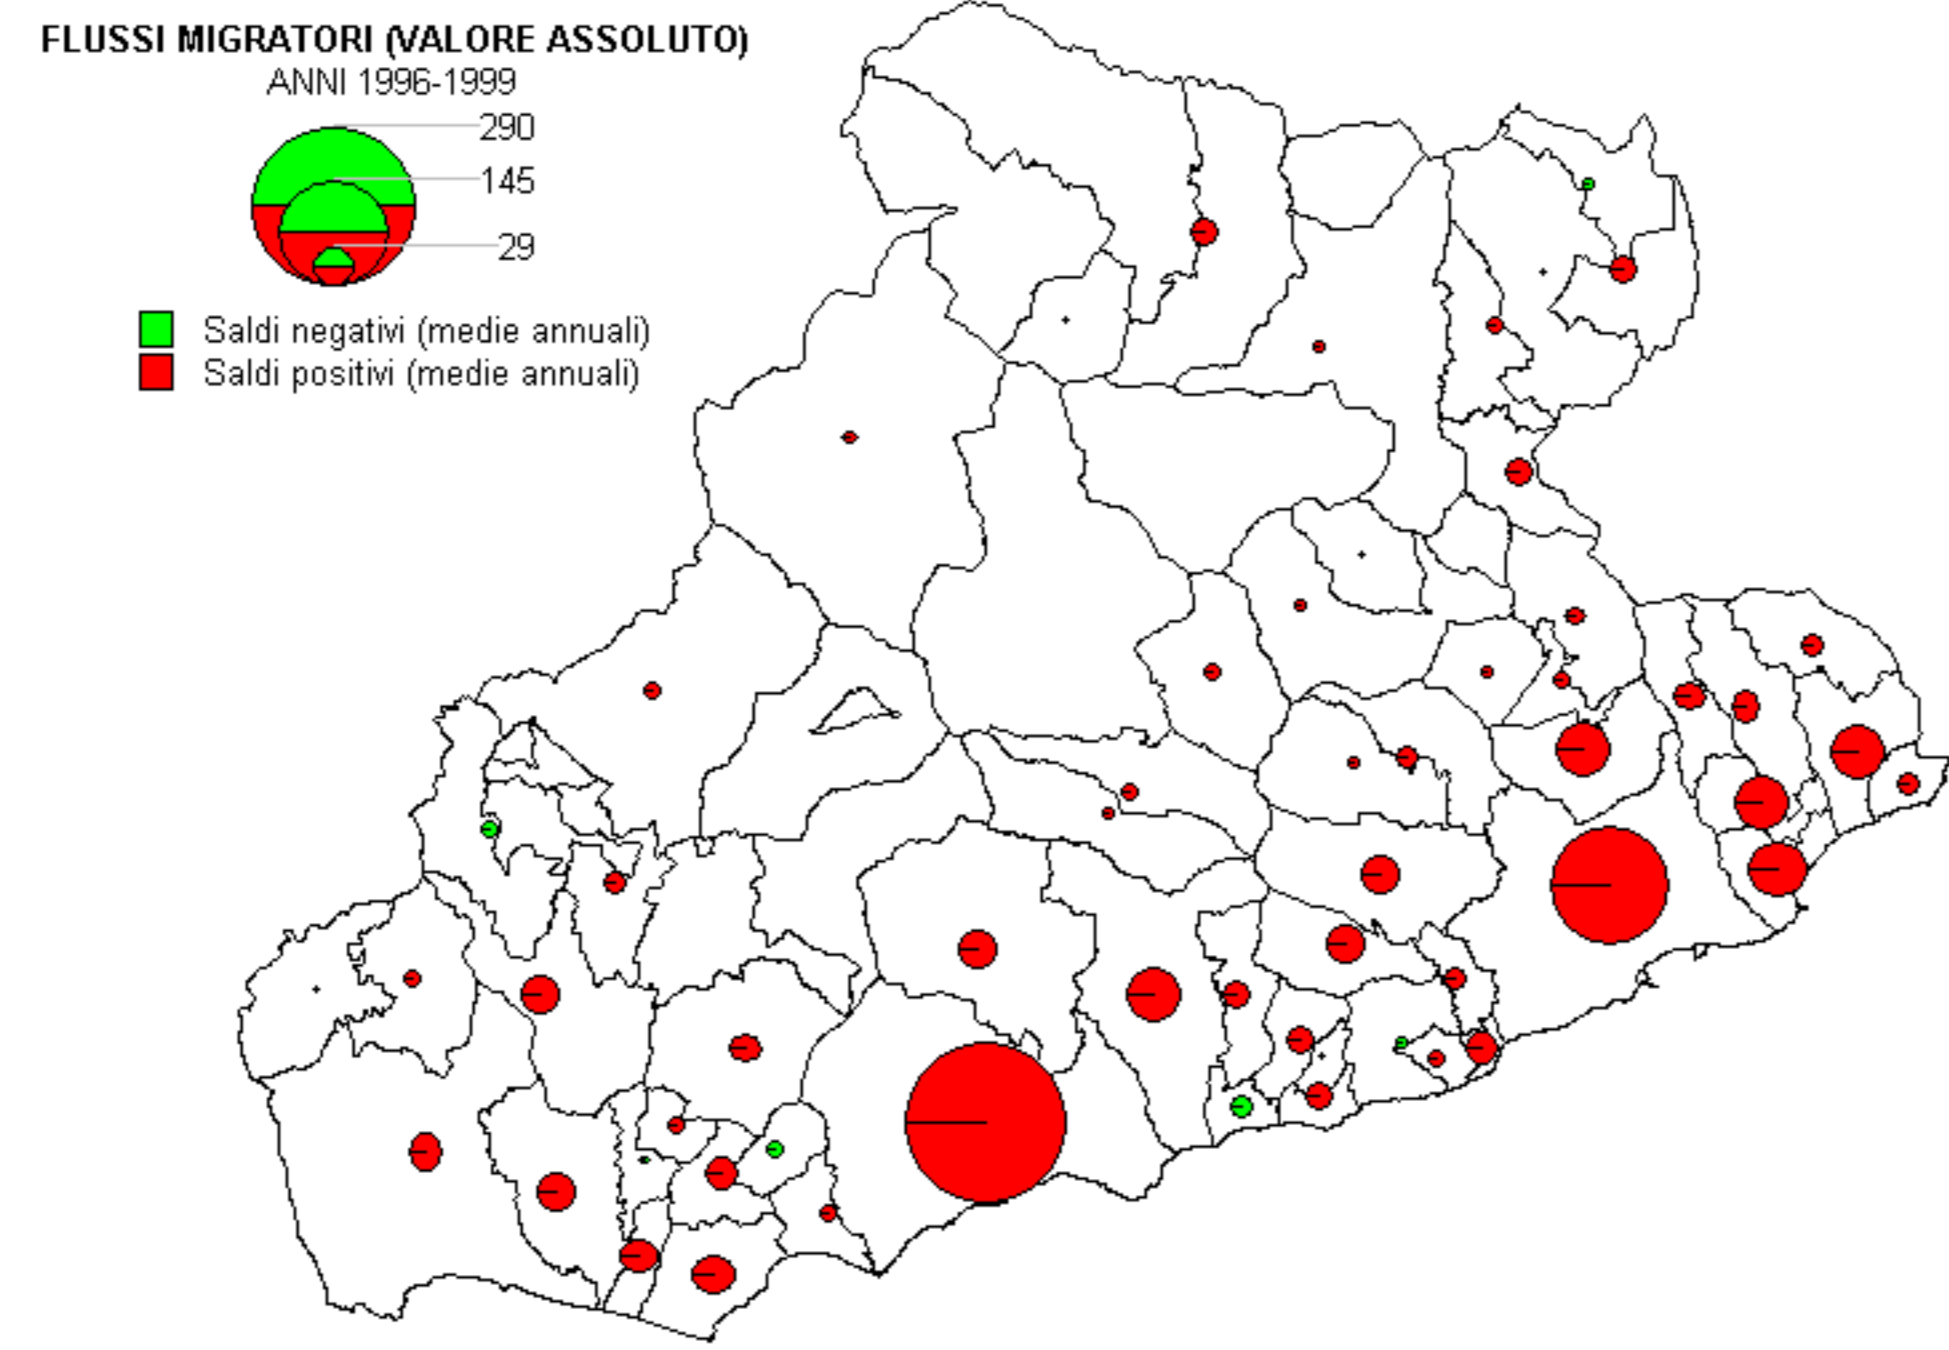 FLUSSI MIGRATORI (VALORE ASSOLUTO)
ANNI 1996-1999
290
145
29
Saldi negativi (medie annuali)
Saldi positivi (medie annuali)